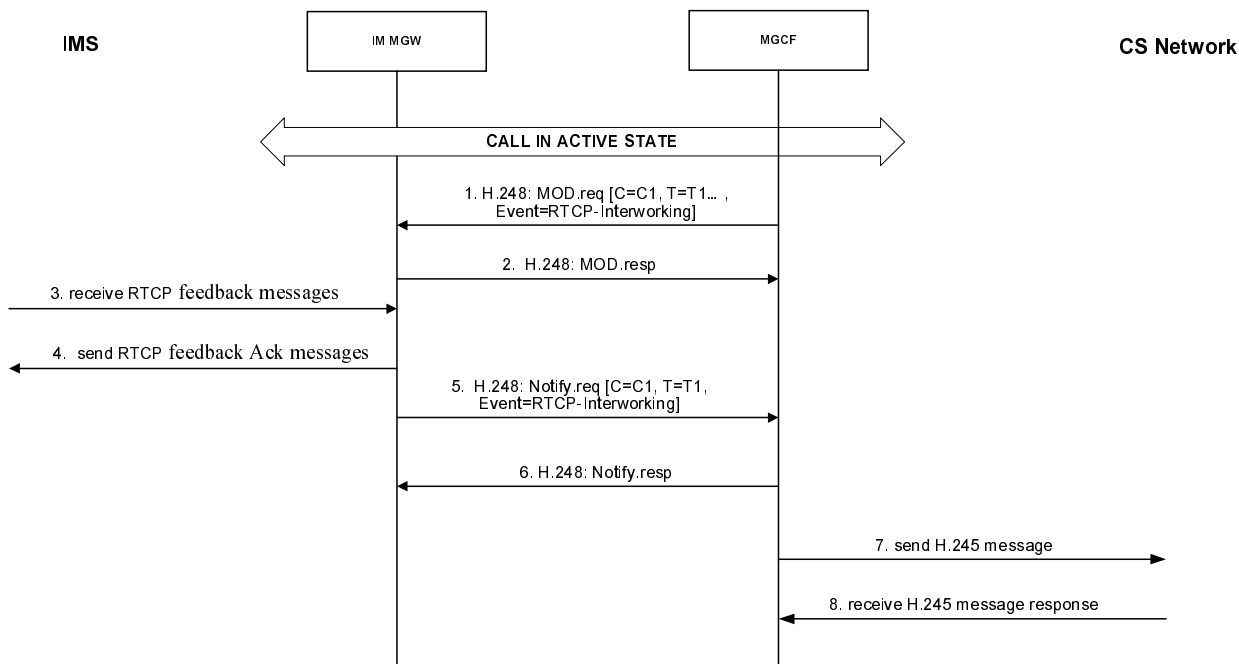 IMS
IM MGW
MGCF
CS Network
CALL IN ACTIVE STATE
1. H.248: MOD.req [C=C1, T=T1... ,
Event=RTCP-Interworking]
2. H.248: MOD.resp
3. receive RTCP feedback messages
4. send RTCP feedback Ack messages
5. H.248: Notify.req [C=C1, T=T1,
Event=RTCP-Interworking]
6. H.248: Notify.resp
7. send H.245 message
8. receive H.245 message response